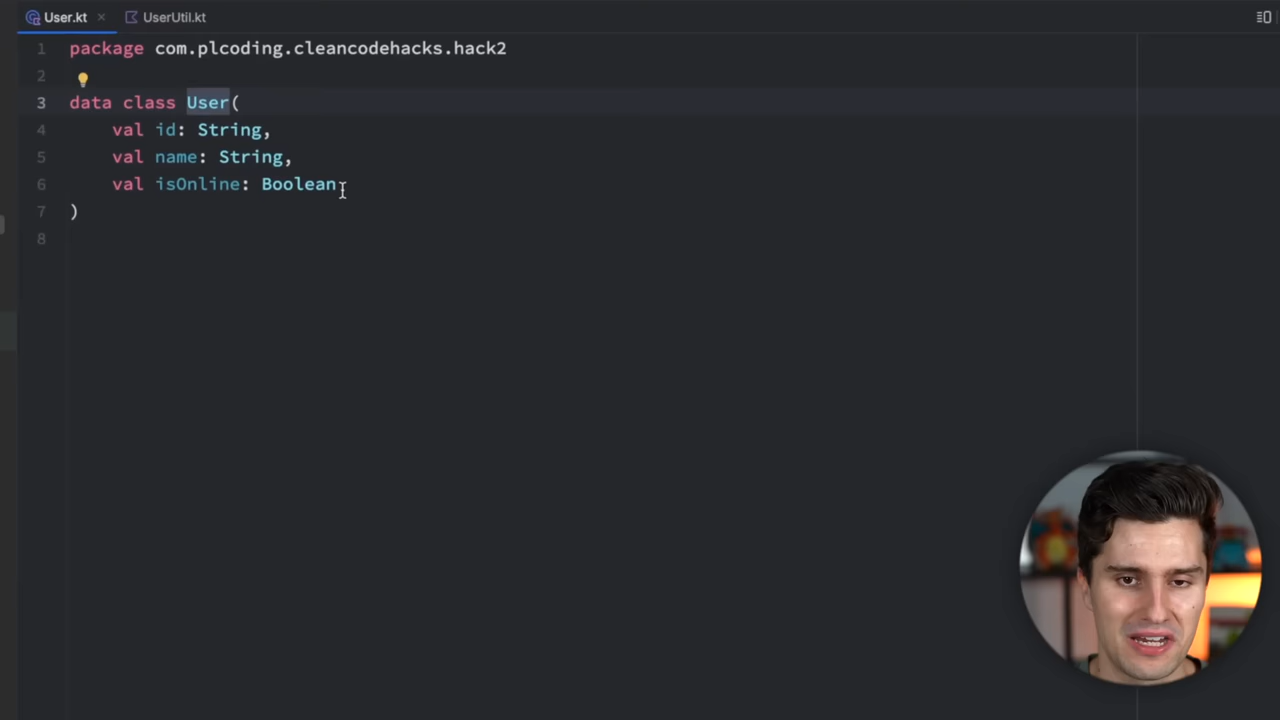 User.kt
UserUtil.kt
1 package com.plcoding.cleancodehacks.hack2
2
3 data class User(
4 val id: String,
5 val name: String,
6 val isOnline: Boolean
7 )
8